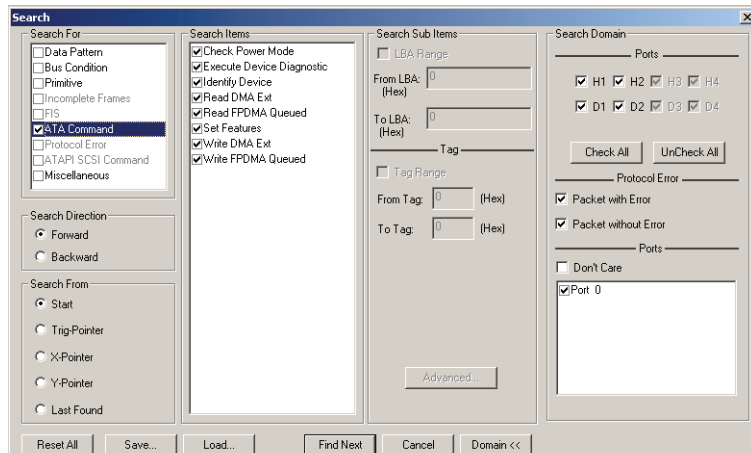 Search
Search For
Data Pattern
Bus Condition
Primitive
Incomplete Frames
FIS
ATA Command
Protocol Error
ATAPI SCSI Command
Miscellaneous
Search Direction
Forward
Backward
Search From
Start
Trig-Pointer
X-Pointer
Y-Pointer
Last Found
Search Items
Check Power Mode
Execute Device Diagnostic
Identify Device
Read DMA Ext
Read FPDMA Queued
Set Features
Write DMA Ext
Write FPDMA Queued
Search Sub Items
LBA Range
From LBA: 0
(Hex)
To LBA: 0
(Hex)
Tag
Tag Range
From Tag: 0 (Hex)
To Tag: 0 (Hex)
Advanced...
Search Domain
Ports
H1 H2 H3 H4
D1 D2 D3 D4
Check All UnCheck All
Protocol Error
Packet with Error
Packet without Error
Ports
Don't Care
Port 0
Reset All Save... Load... Find Next Cancel Domain <<